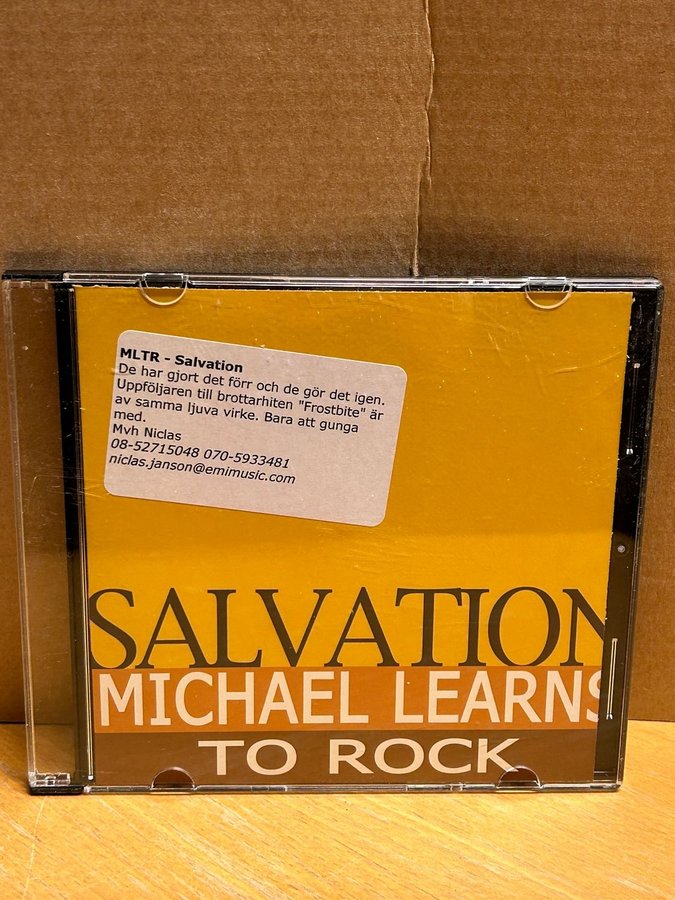 MLTR - Salvation
De har gjort det förr och de gör det igen.
Uppföljaren till brottarhiten "Frostbite" är
av samma ljuva virke. Bara att gunga
med.
Mvh Niclas
08-52715048 070-5933481
niclas.janson@emimusic.com
SALVATION
MICHAEL LEARNS
TO ROCK